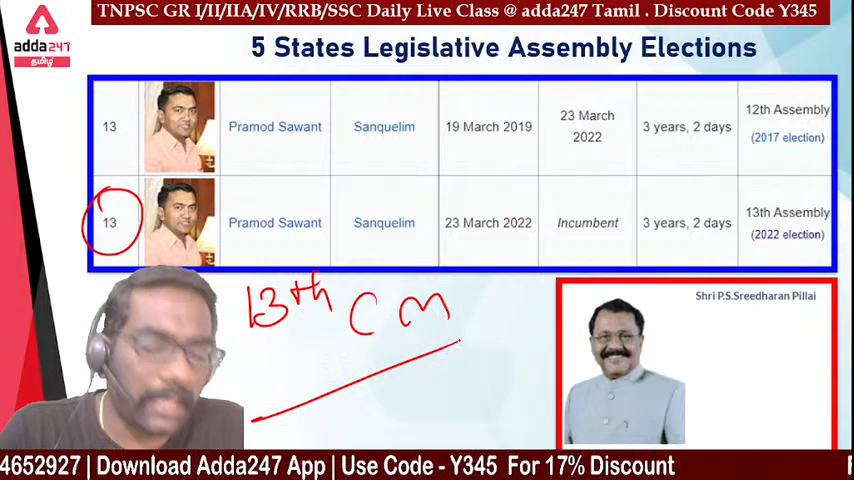 TNPSC GR I/II/IIA/IV/RRB/SSC Daily Live Class @ adda247 Tamil . Discount Code Y345
adda247
தமிழ்
5 States Legislative Assembly Elections
13 Pramod Sawant Sanquelim 19 March 2019 23 March 2022 3 years, 2 days 12th Assembly (2017 election)
13 Pramod Sawant Sanquelim 23 March 2022 Incumbent 3 years, 2 days 13th Assembly (2022 election)
13th CM
Shri P.S.Sreedharan Pillai
4652927 | Download Adda247 App | Use Code - Y345 For 17% Discount